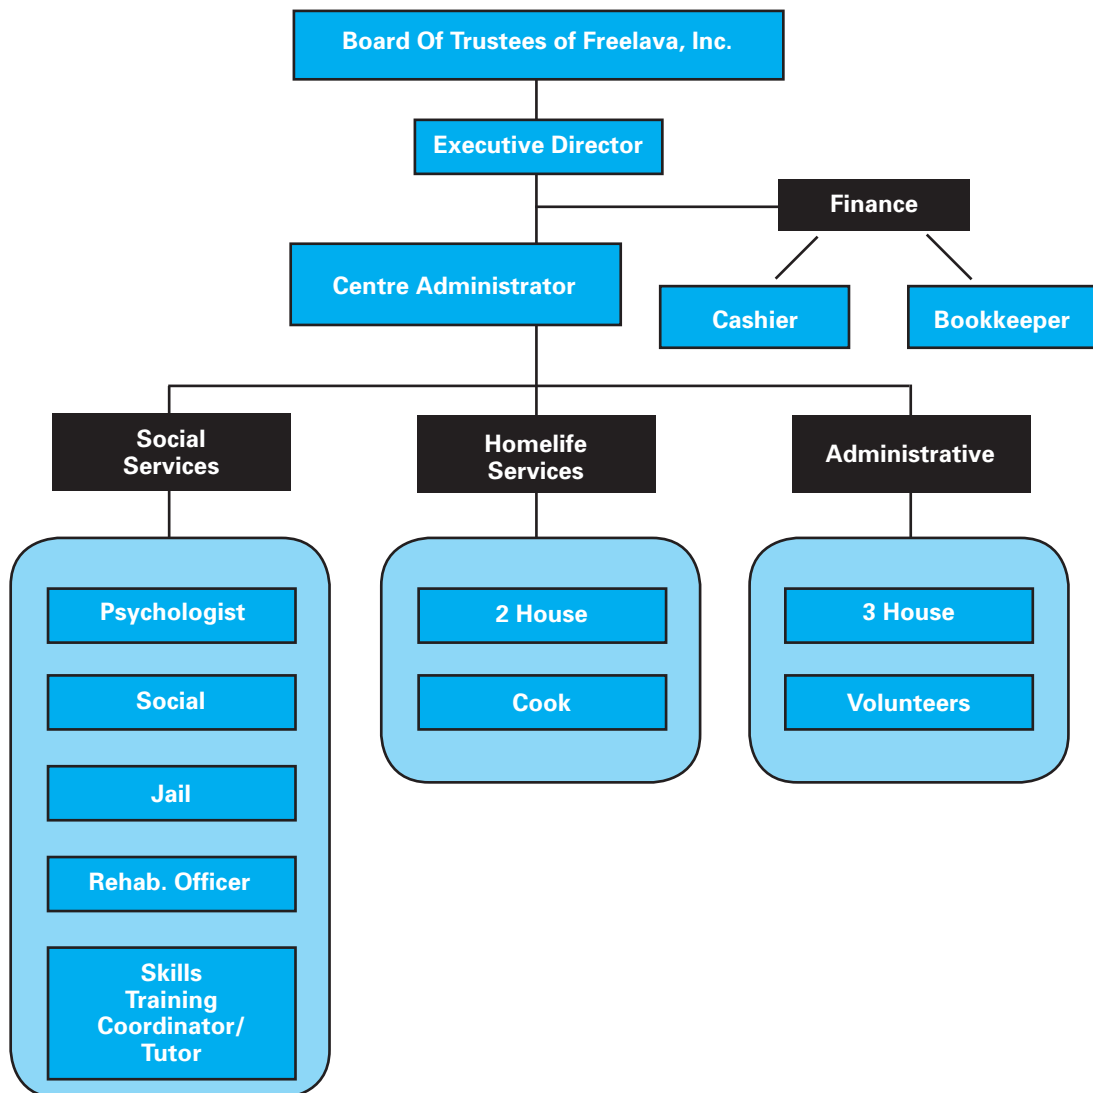 Board Of Trustees of Freelava, Inc.
Executive Director
Finance
Centre Administrator
Cashier
Bookkeeper
Social
Services
Homelife
Services
Administrative
Psychologist
Social
Jail
Rehab. Officer
Skills
Training
Coordinator/
Tutor
2 House
Cook
3 House
Volunteers